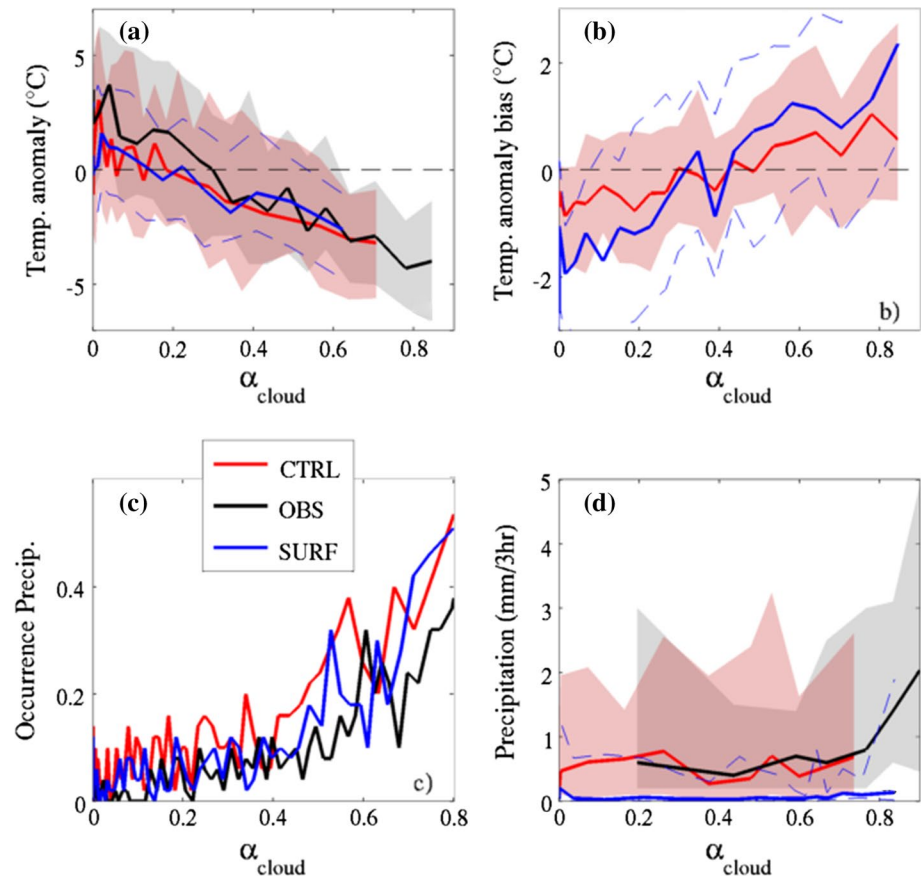 (a)
Temp. anomaly (°C)
5
0
-5
0
0.2
0.4
0.6
0.8
α cloud
(b)
Temp. anomaly bias (°C)
2
0
-2
b)
0
0.2
0.4
0.6
0.8
α cloud
CTRL
OBS
SURF
(c)
Occurrence Precip.
0.4
0.2
0
c)
0
0.2
0.4
0.6
0.8
α cloud
(d)
Precipitation (mm/3hr)
5
4
3
2
1
0
0
0.2
0.4
0.6
0.8
α cloud